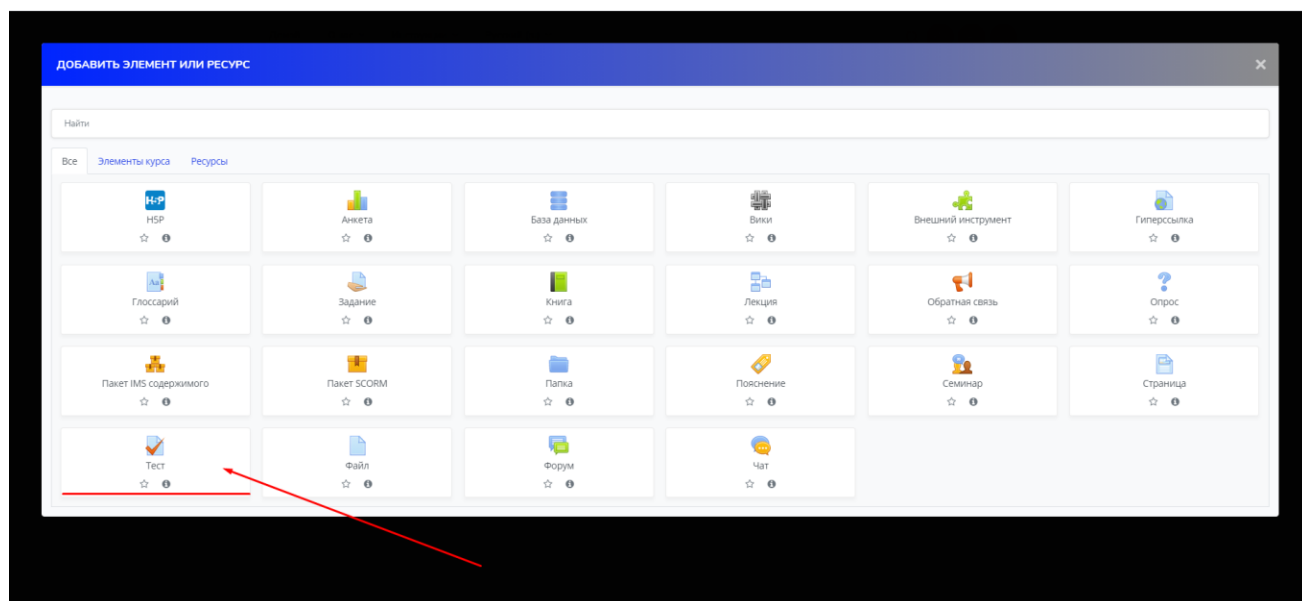 ДОБАВИТЬ ЭЛЕМЕНТ ИЛИ РЕСУРС
Найти
Все Элементы курса Ресурсы
H5P
H5P Анкета База данных Вики Внешний инструмент Гиперссылка
Глоссарий Задание Книга Лекция Обратная связь Опрос
Пакет IMS содержимого Пакет SCORM Папка Пояснение Семинар Страница
Тест Файл Форум Чат